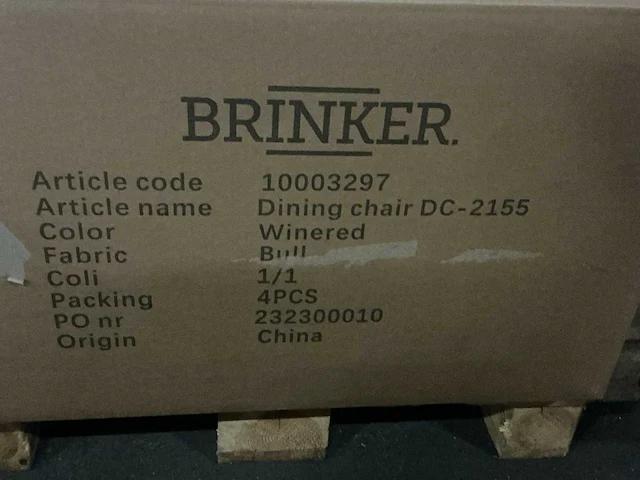 BRINKER.
Article code 10003297
Article name Dining chair DC-2155
Color Winered
Fabric Bull
Coli 1/1
Packing 4PCS
PO nr 232300010
Origin China